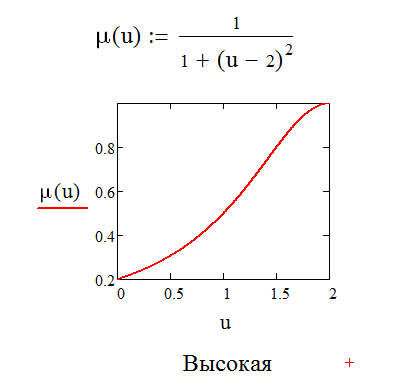 μ(u) := 1
1 + (u − 2)²
0.8
μ(u)
0.6
0.4
0.2
0 0.5 1 1.5 2
u
Высокая